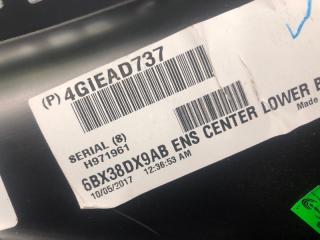 (P) 4GIEAD737
SERIAL (S)
H971961
6BX38DX9AB ENS CENTER LOWER B
10/05/2017 12:36:53 AM
Made